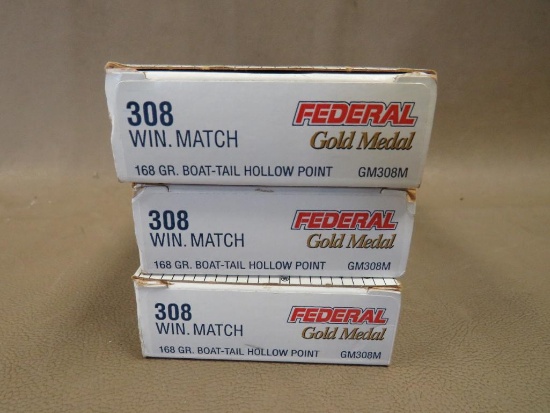 308
WIN. MATCH
FEDERAL
Gold Medal
168 GR. BOAT-TAIL HOLLOW POINT GM308M
308
WIN. MATCH
FEDERAL
Gold Medal
168 GR. BOAT-TAIL HOLLOW POINT GM308M
308
WIN. MATCH
FEDERAL
Gold Medal
168 GR. BOAT-TAIL HOLLOW POINT GM308M